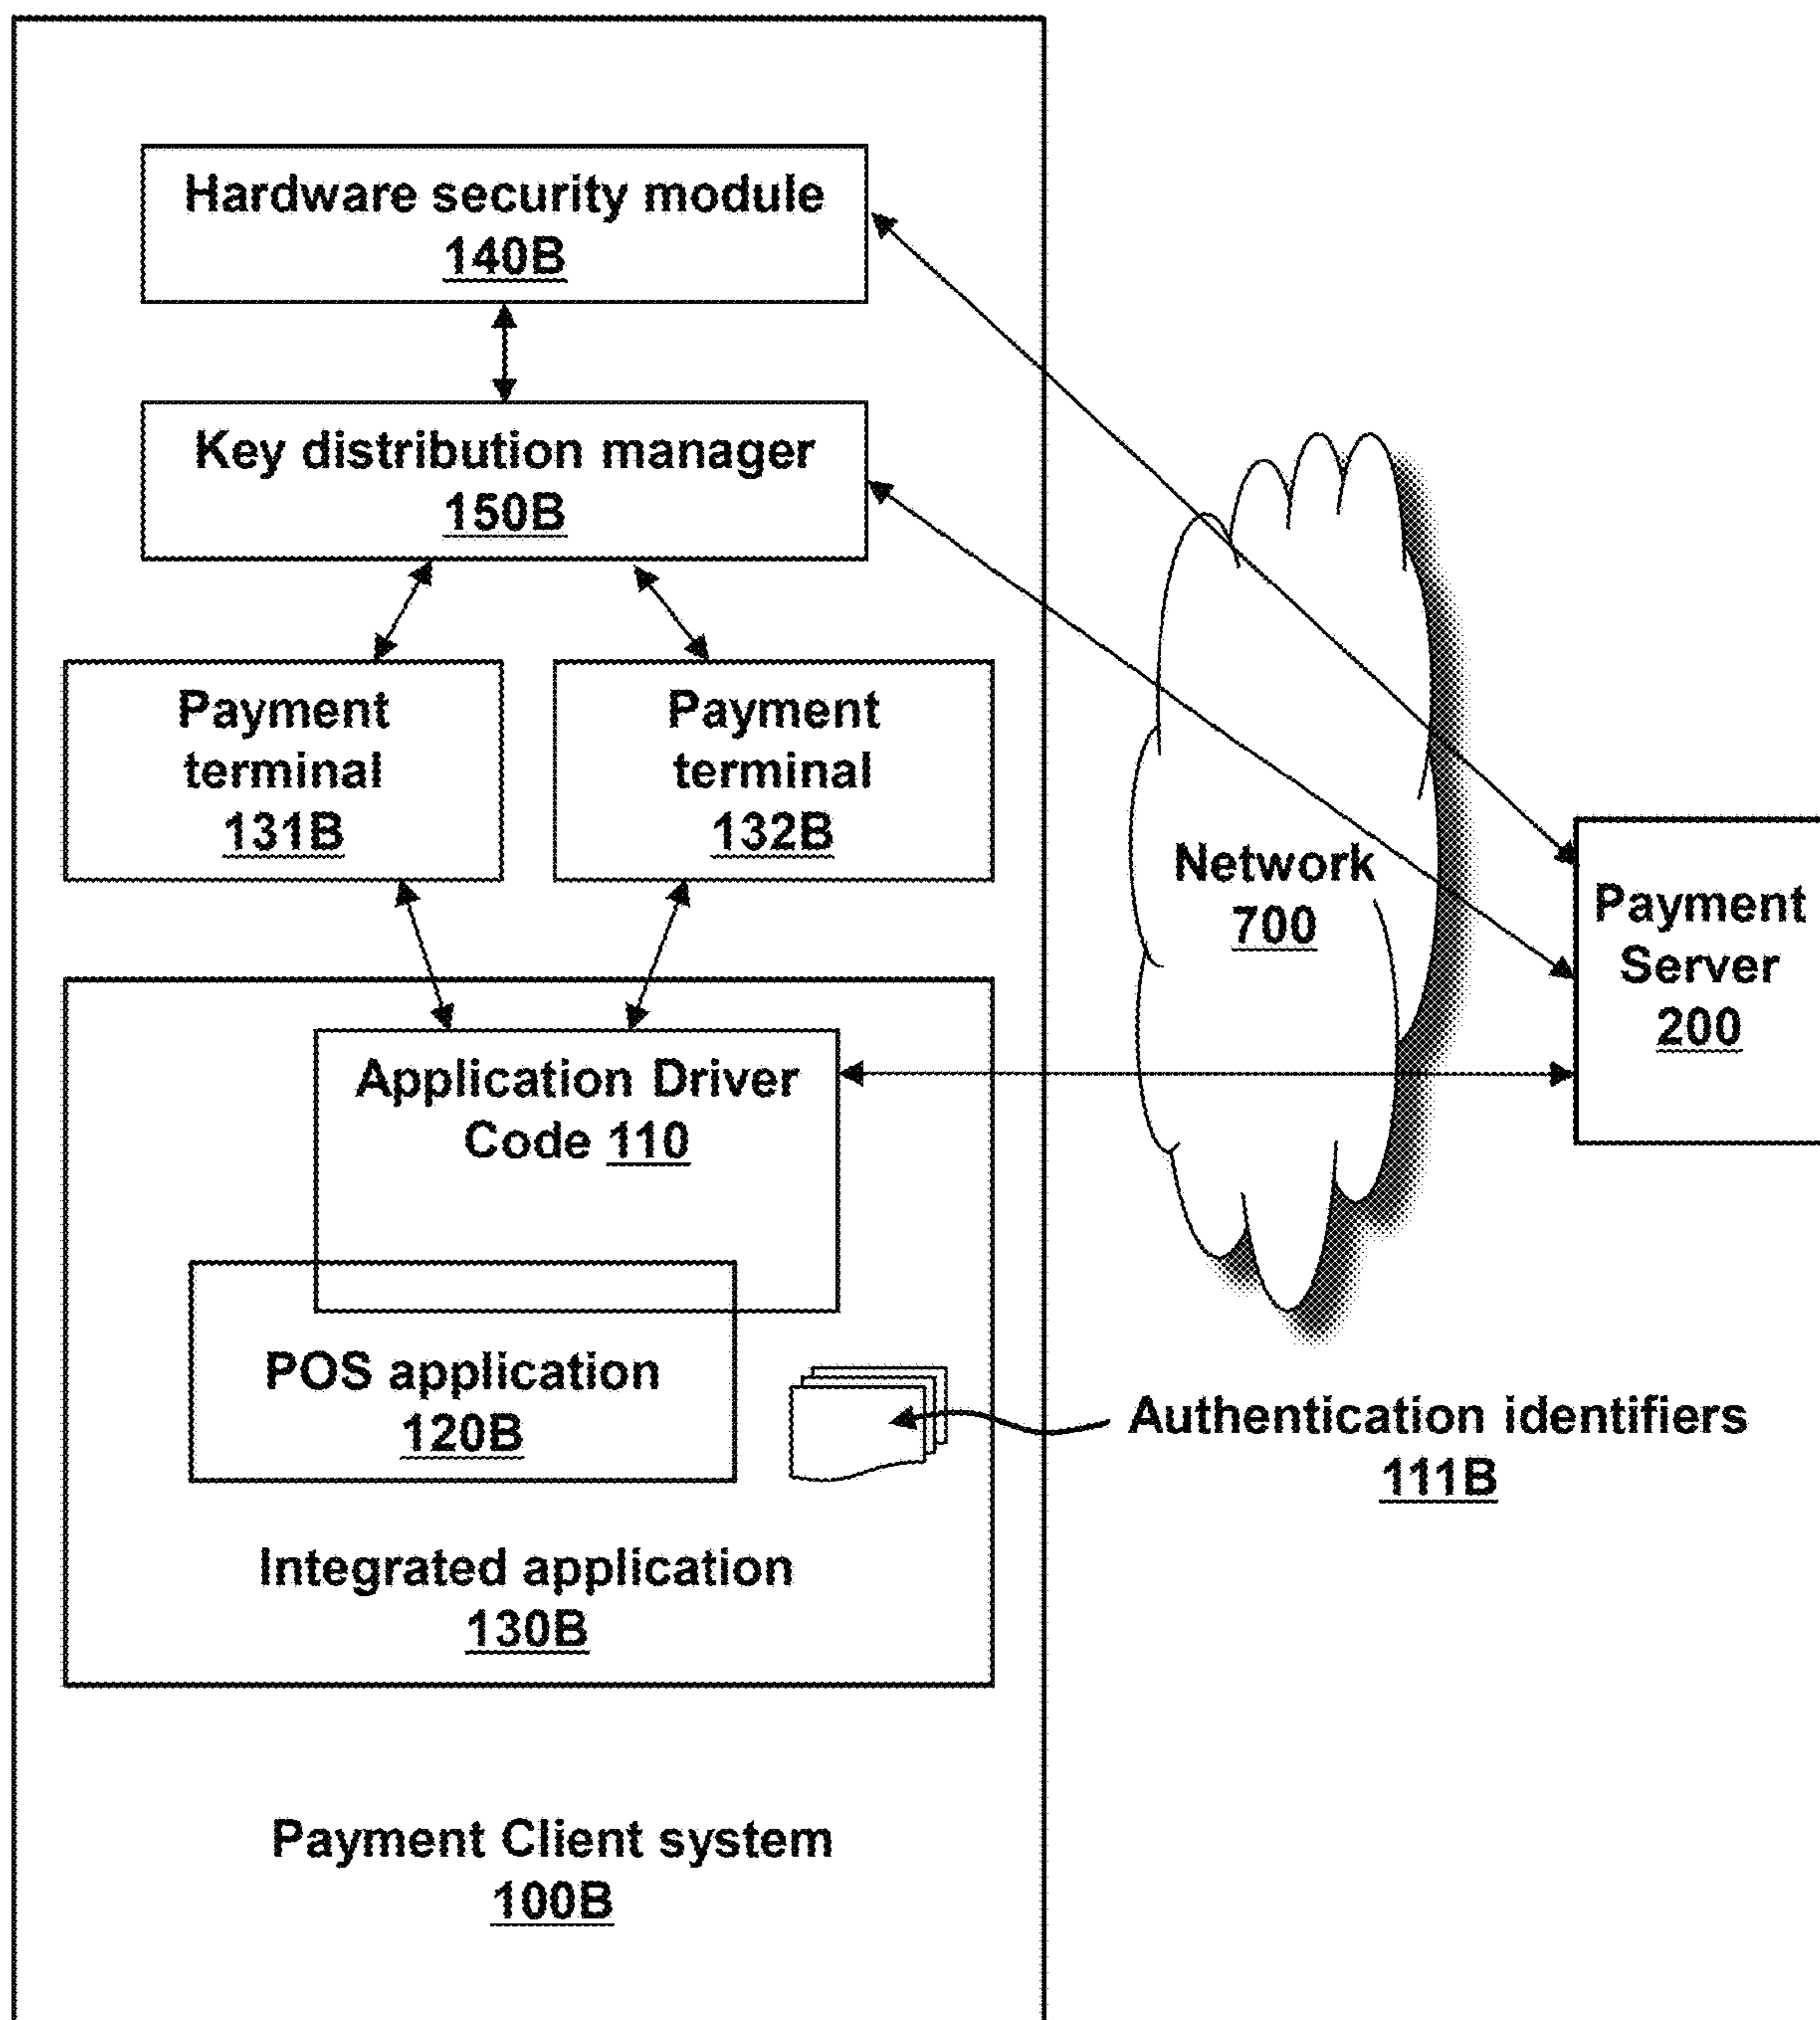 Hardware security module
140B
Key distribution manager
150B
Payment
terminal
131B
Payment
terminal
132B
Network
700
Payment
Server
200
Application Driver
Code 110
POS application
120B
Authentication identifiers
111B
Integrated application
130B
Payment Client system
100B